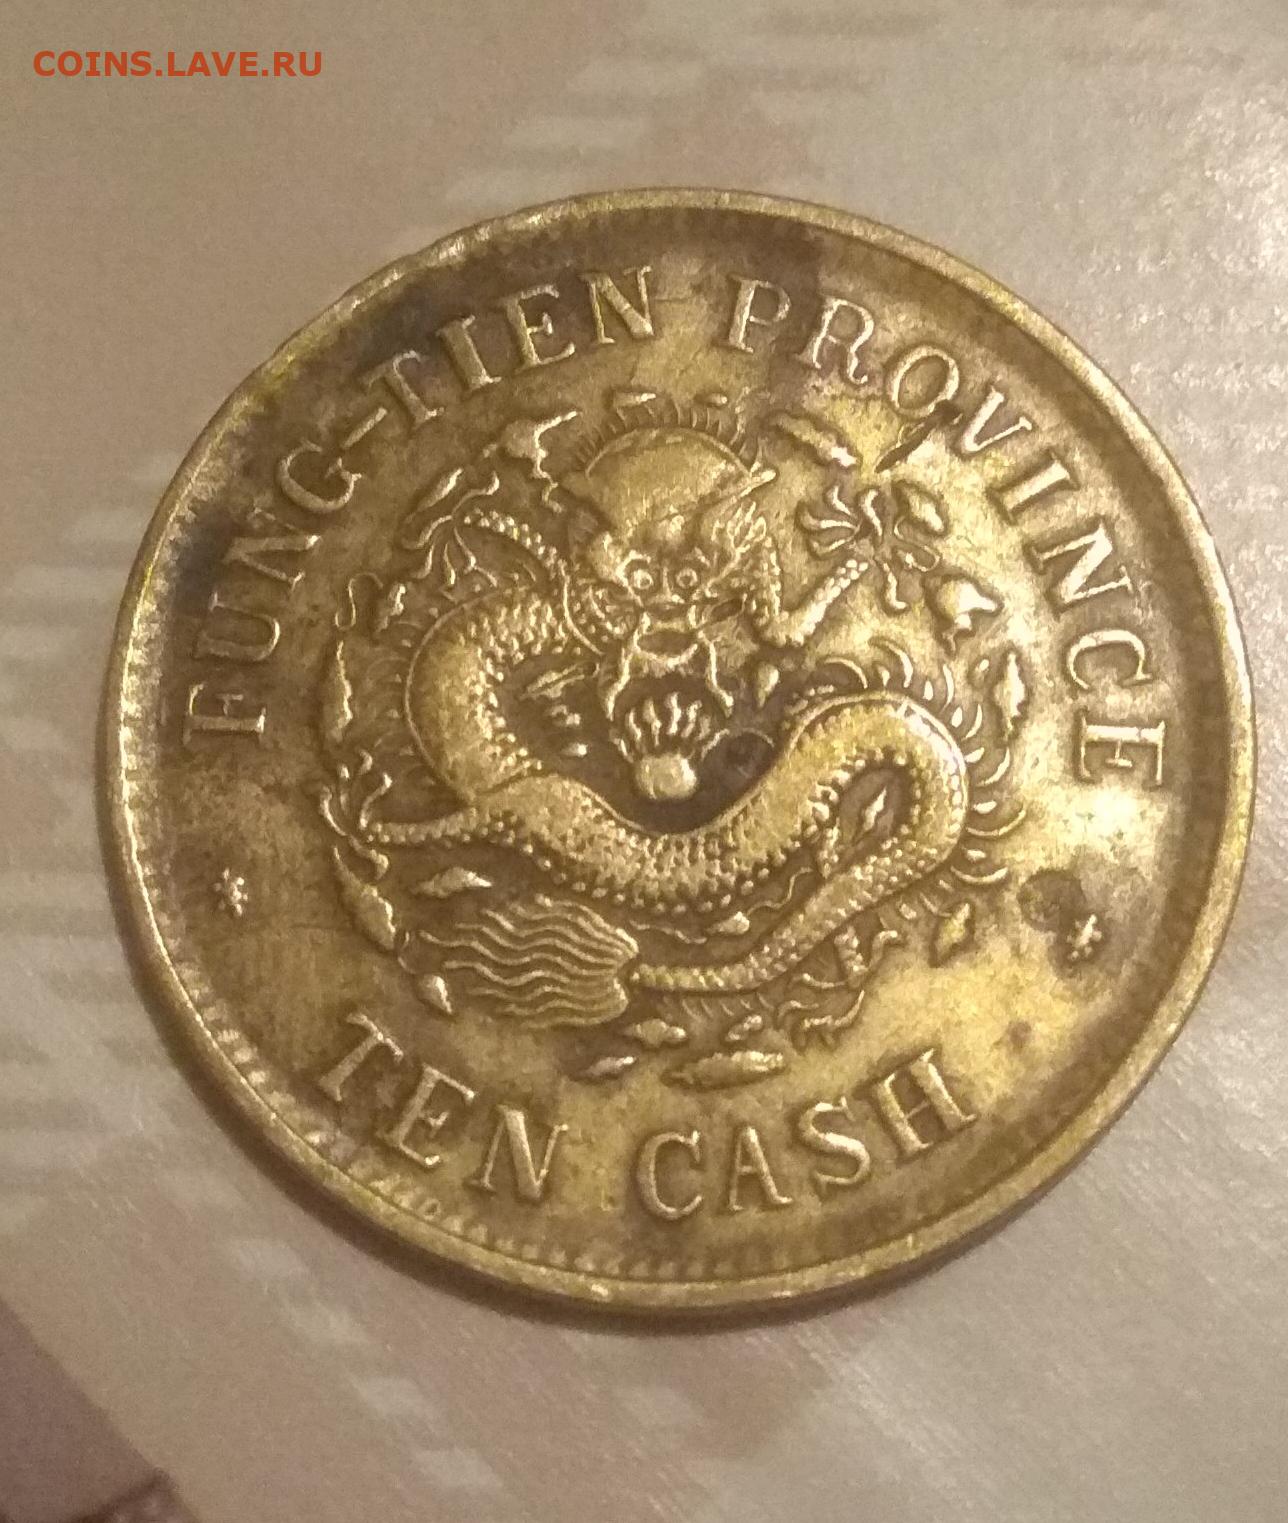 COINS.LAVE.RU
FUNG-TIEN PROVINCE
TEN CASH